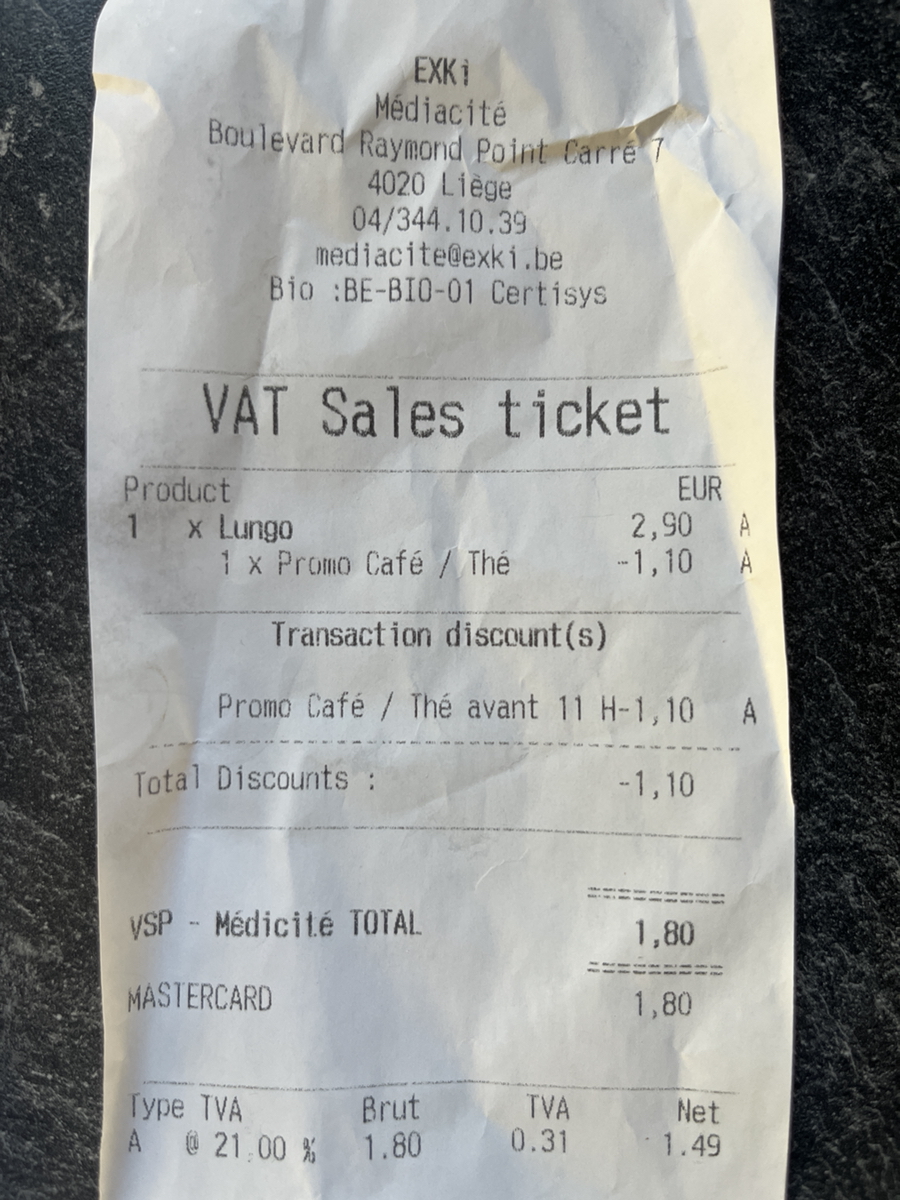 EXKi
Médiacité
Boulevard Raymond Point Carré 7
4020 Liège
04/344.10.39
mediacite@exki.be
Bio :BE-BIO-01 Certisys
VAT Sales ticket
Product EUR
1 x Lungo 2,90 A
1 x Promo Café / Thé -1,10 A
Transaction discount(s)
Promo Café / Thé avant 11 H-1,10 A
Total Discounts : -1,10
VSP - Médicité TOTAL 1,80
MASTERCARD 1,80
Type TVA Brut TVA Net
A @ 21.00 % 1.80 0.31 1.49